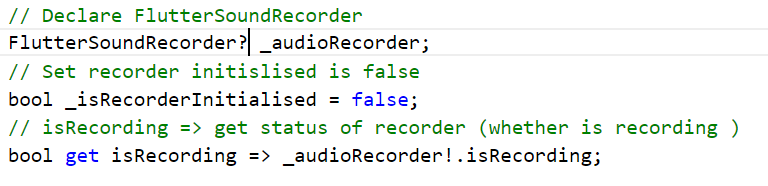 // Declare FlutterSoundRecorder
FlutterSoundRecorder? _audioRecorder;
// Set recorder initislised is false
bool _isRecorderInitialised = false;
// isRecording => get status of recorder (whether is recording )
bool get isRecording => _audioRecorder!.isRecording;